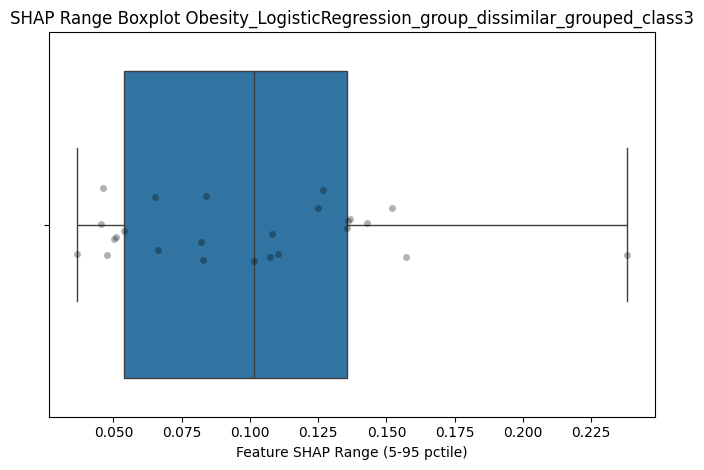 SHAP Range Boxplot Obesity_LogisticRegression_group_dissimilar_grouped_class3
0.050 0.075 0.100 0.125 0.150 0.175 0.200 0.225
Feature SHAP Range (5-95 pctile)